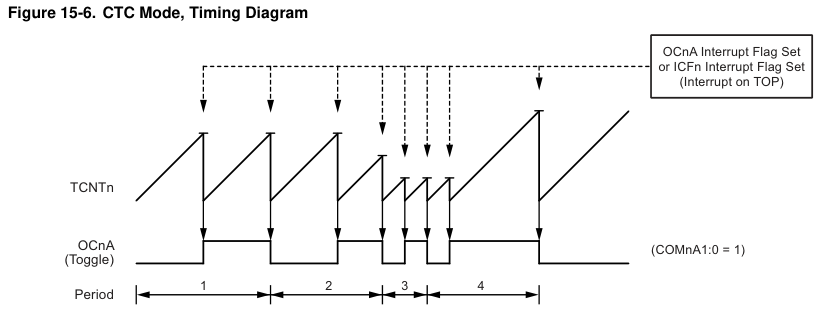 Figure 15-6. CTC Mode, Timing Diagram
OCnA Interrupt Flag Set
or ICFn Interrupt Flag Set
(Interrupt on TOP)
TCNTn
OCnA
(Toggle)
(COMnA1:0 = 1)
Period
1
2
3
4